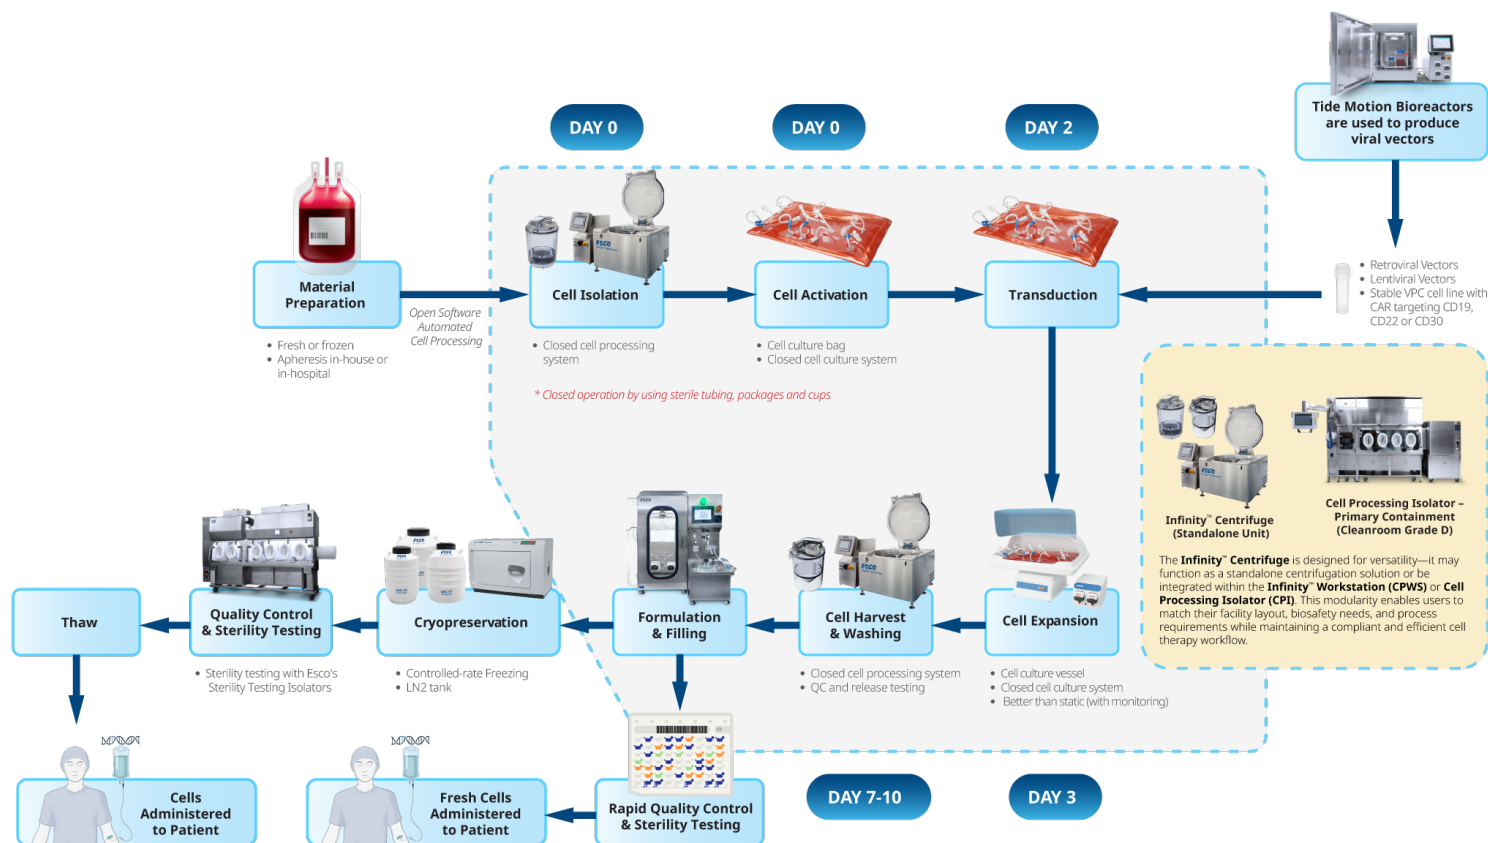 Tide Motion Bioreactors
are used to produce
viral vectors
DAY 0
DAY 0
DAY 2
Material
Preparation
Open Software
Automated
Cell Processing
Cell Isolation
Cell Activation
Transduction
• Retroviral Vectors
• Lentiviral Vectors
• Stable VPC cell line with
CAR targeting CD19,
CD22 or CD30
• Fresh or frozen
• Apheresis in-house or
in-hospital
• Closed cell processing
system
• Cell culture bag
• Closed cell culture system
* Closed operation by using sterile tubing, packages and cups
Infinity™ Centrifuge
(Standalone Unit)
Cell Processing Isolator –
Primary Containment
(Cleanroom Grade D)
The Infinity™ Centrifuge is designed for versatility—it may
function as a standalone centrifugation solution or be
integrated within the Infinity™ Workstation (CPWS) or Cell
Processing Isolator (CPI). This modularity enables users to
match their facility layout, biosafety needs, and process
requirements while maintaining a compliant and efficient cell
therapy workflow.
Thaw
Quality Control
& Sterility Testing
Cryopreservation
Formulation
& Filling
Cell Harvest
& Washing
Cell Expansion
• Sterility testing with Esco's
Sterility Testing Isolators
• Controlled-rate Freezing
• LN2 tank
• Closed cell processing system
• QC and release testing
• Cell culture vessel
• Closed cell culture system
• Better than static (with monitoring)
Cells
Administered
to Patient
Fresh Cells
Administered
to Patient
Rapid Quality Control
& Sterility Testing
DAY 7-10
DAY 3